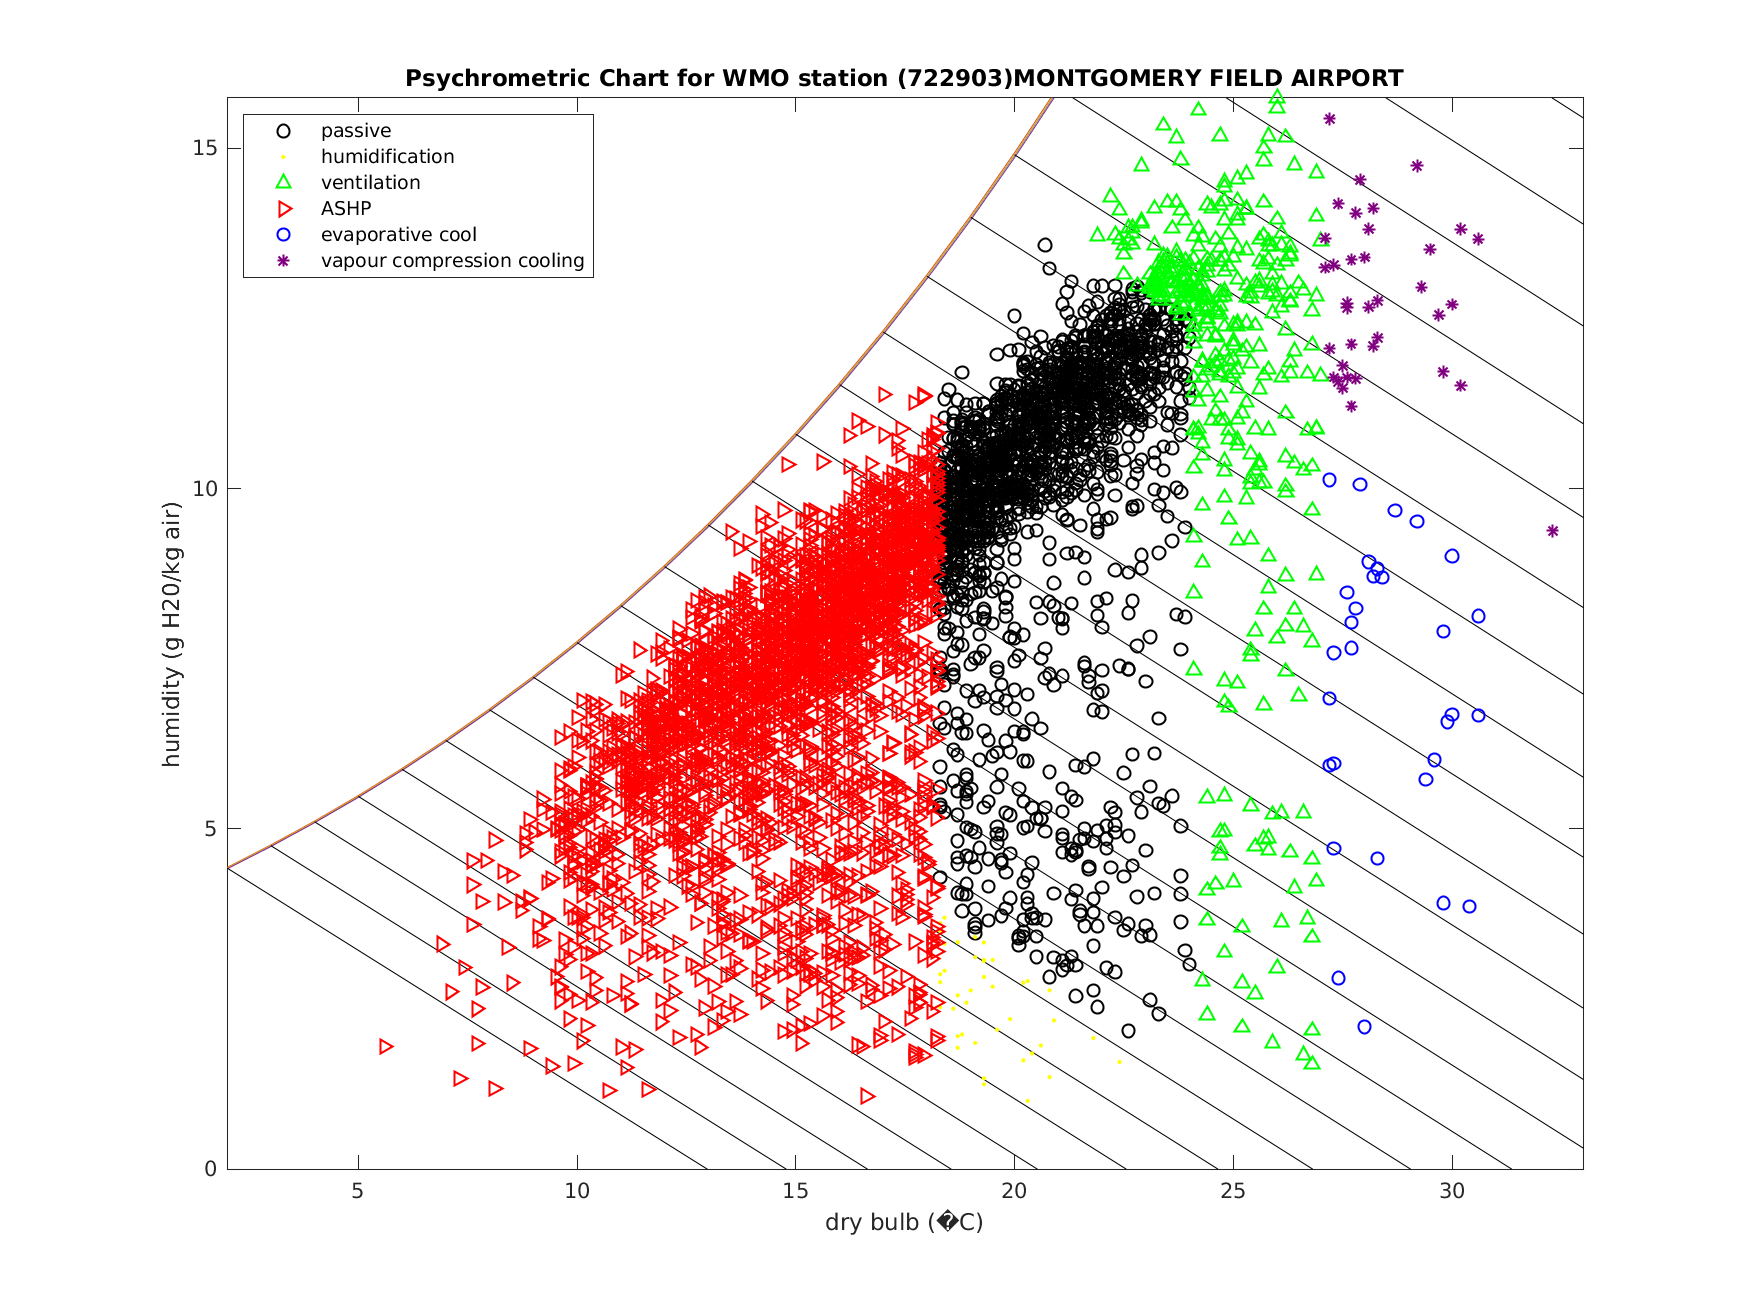 Psychrometric Chart for WMO station (722903)MONTGOMERY FIELD AIRPORT
passive
humidification
ventilation
ASHP
evaporative cool
vapour compression cooling
15
10
5
0
humidity (g H20/kg air)
5 10 15 20 25 30
dry bulb (�C)